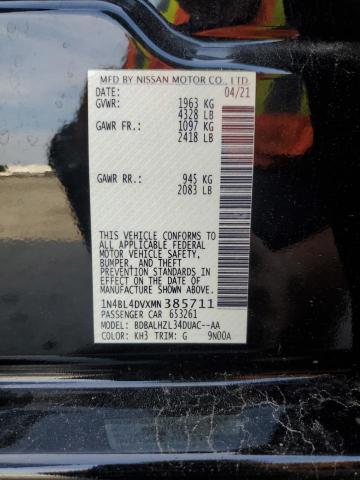 MFD BY NISSAN MOTOR CO., LTD
DATE: 04/21
GVWR: 1963 KG
4328 LB
GAWR FR.: 1097 KG
2418 LB
GAWR RR.: 945 KG
2083 LB
THIS VEHICLE CONFORMS TO
ALL APPLICABLE FEDERAL
MOTOR VEHICLE SAFETY,
BUMPER, AND THEFT
PREVENTION STANDARDS
IN EFFECT ON THE DATE OF
MANUFACTURE SHOWN ABOVE.
1N4BL4DVXMN385711
PASSENGER CAR 653261
MODEL: BDBALHZL34DUAC--AA
COLOR: KH3 TRIM: G 9N00A